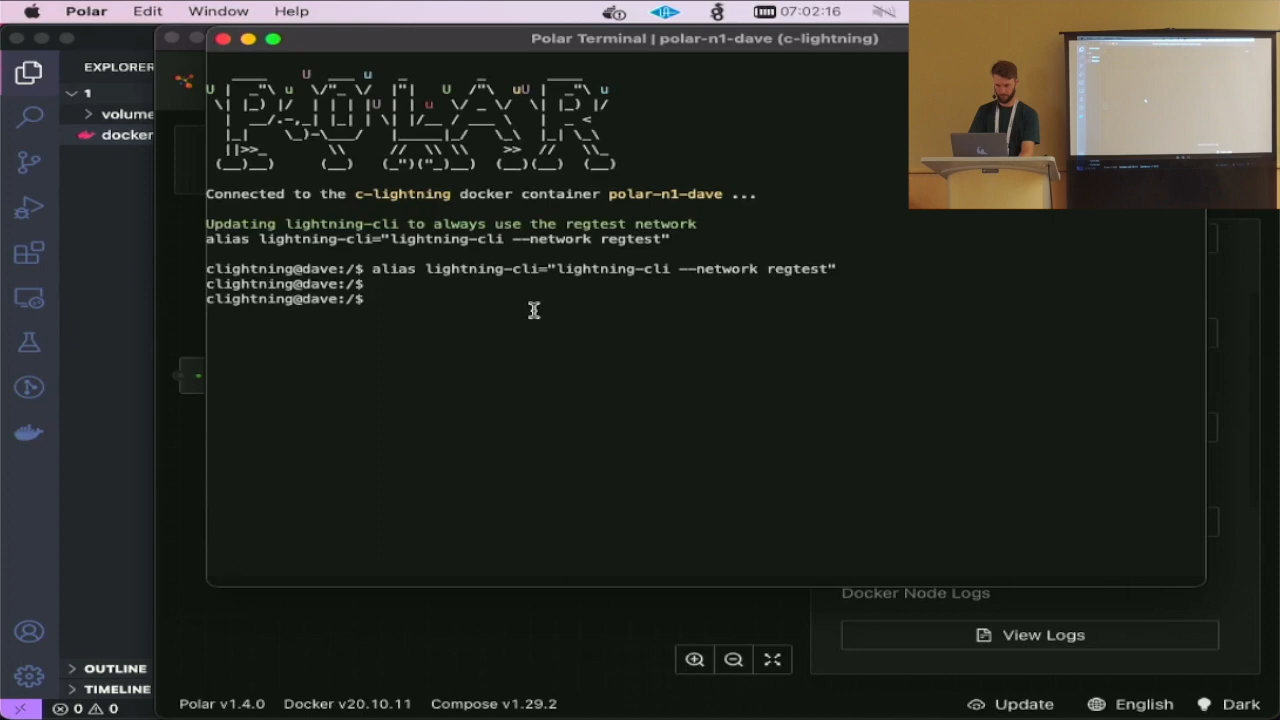 Polar Edit Window Help 07:02:16
EXPLORER
Polar Terminal | polar-n1-dave (c-lightning)
1
volume
docker
Connected to the c-lightning docker container polar-n1-dave ...
Updating lightning-cli to always use the regtest network
alias lightning-cli="lightning-cli --network regtest"
clightning@dave:/$ alias lightning-cli="lightning-cli --network regtest"
clightning@dave:/$
clightning@dave:/$
Docker Node Logs
View Logs
OUTLINE
TIMELINE
0 0
Polar v1.4.0 Docker v20.10.11 Compose v1.29.2 Update English Dark